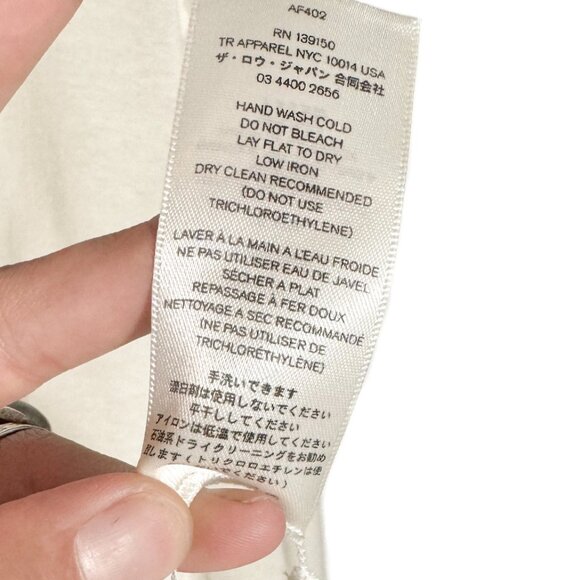 AF402
RN 139150
TR APPAREL NYC 10014 USA
ザ・ロウ・ジャパン 合同会社
03 4400 2656
HAND WASH COLD
DO NOT BLEACH
LAY FLAT TO DRY
LOW IRON
DRY CLEAN RECOMMENDED
(DO NOT USE
TRICHLOROETHYLENE)
LAVER À LA MAIN A L'EAU FROIDE
NE PAS UTILISER EAU DE JAVEL
SÉCHER A PLAT
REPASSAGE À FER DOUX
NETTOYAGE A SEC RECOMMANDÉ
(NE PAS UTILISER DE
TRICHLORÉTHYLÈNE)
手洗いできます
漂白剤は使用しないでください
平干ししてください
アイロンは低温で使用してください
石油系ドライクリーニングをお勧め
します(トリクロロエチレンは使
でください)